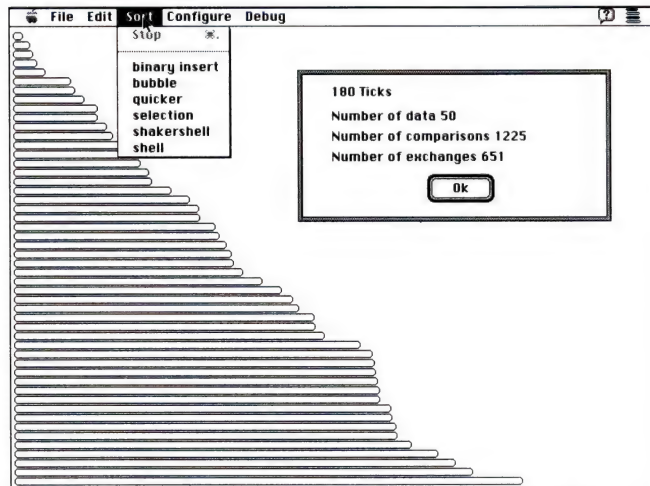 File Edit Sort Configure Debug
Stop ⌘.
binary insert
bubble
quicker
selection
shakershell
shell
180 Ticks
Number of data 50
Number of comparisons 1225
Number of exchanges 651
Ok